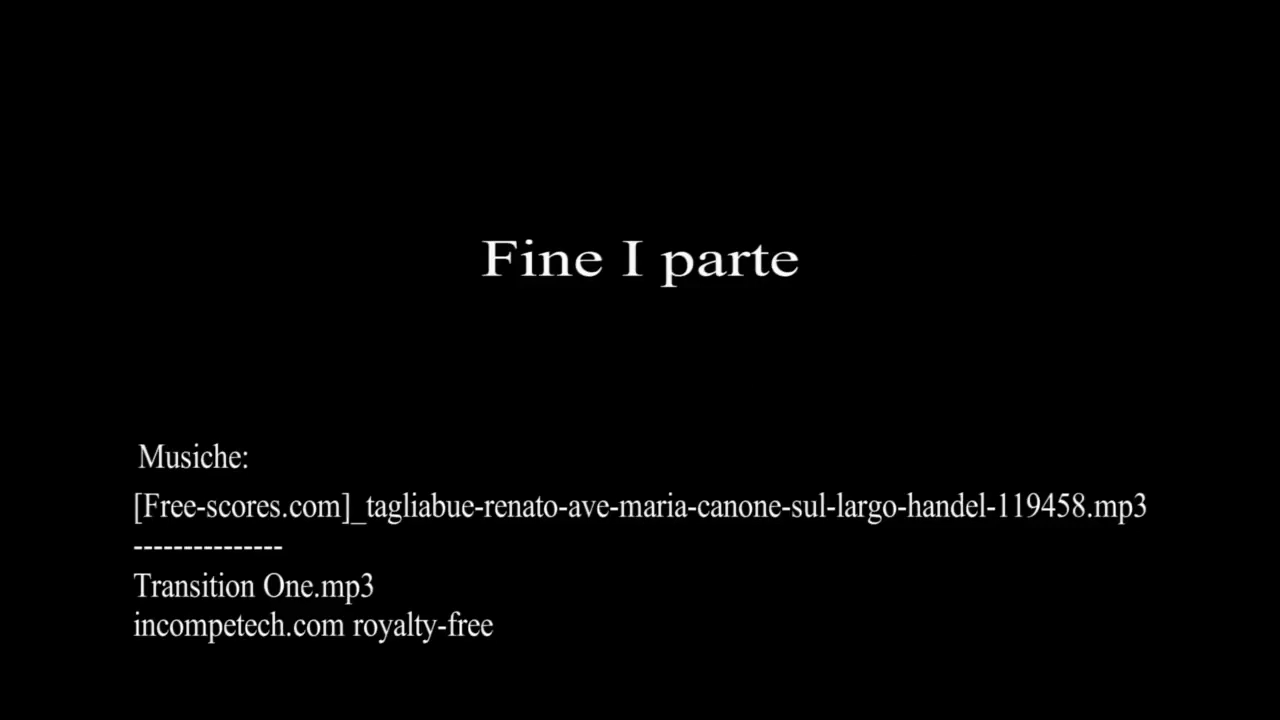 Fine I parte
Musiche:
[Free-scores.com]_tagliabue-renato-ave-maria-canone-sul-largo-handel-119458.mp3
---------------
Transition One.mp3
incompetech.com royalty-free